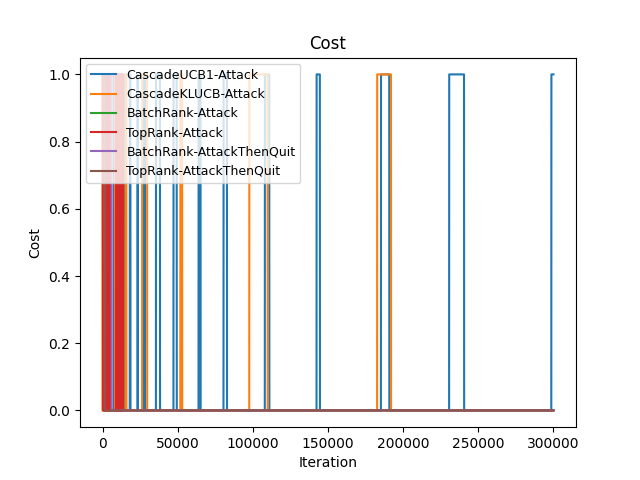 Cost
CascadeUCB1-Attack
CascadeKLUCB-Attack
BatchRank-Attack
TopRank-Attack
BatchRank-AttackThenQuit
TopRank-AttackThenQuit
1.0
0.8
0.6
0.4
0.2
0.0
Cost
0
50000
100000
150000
200000
250000
300000
Iteration